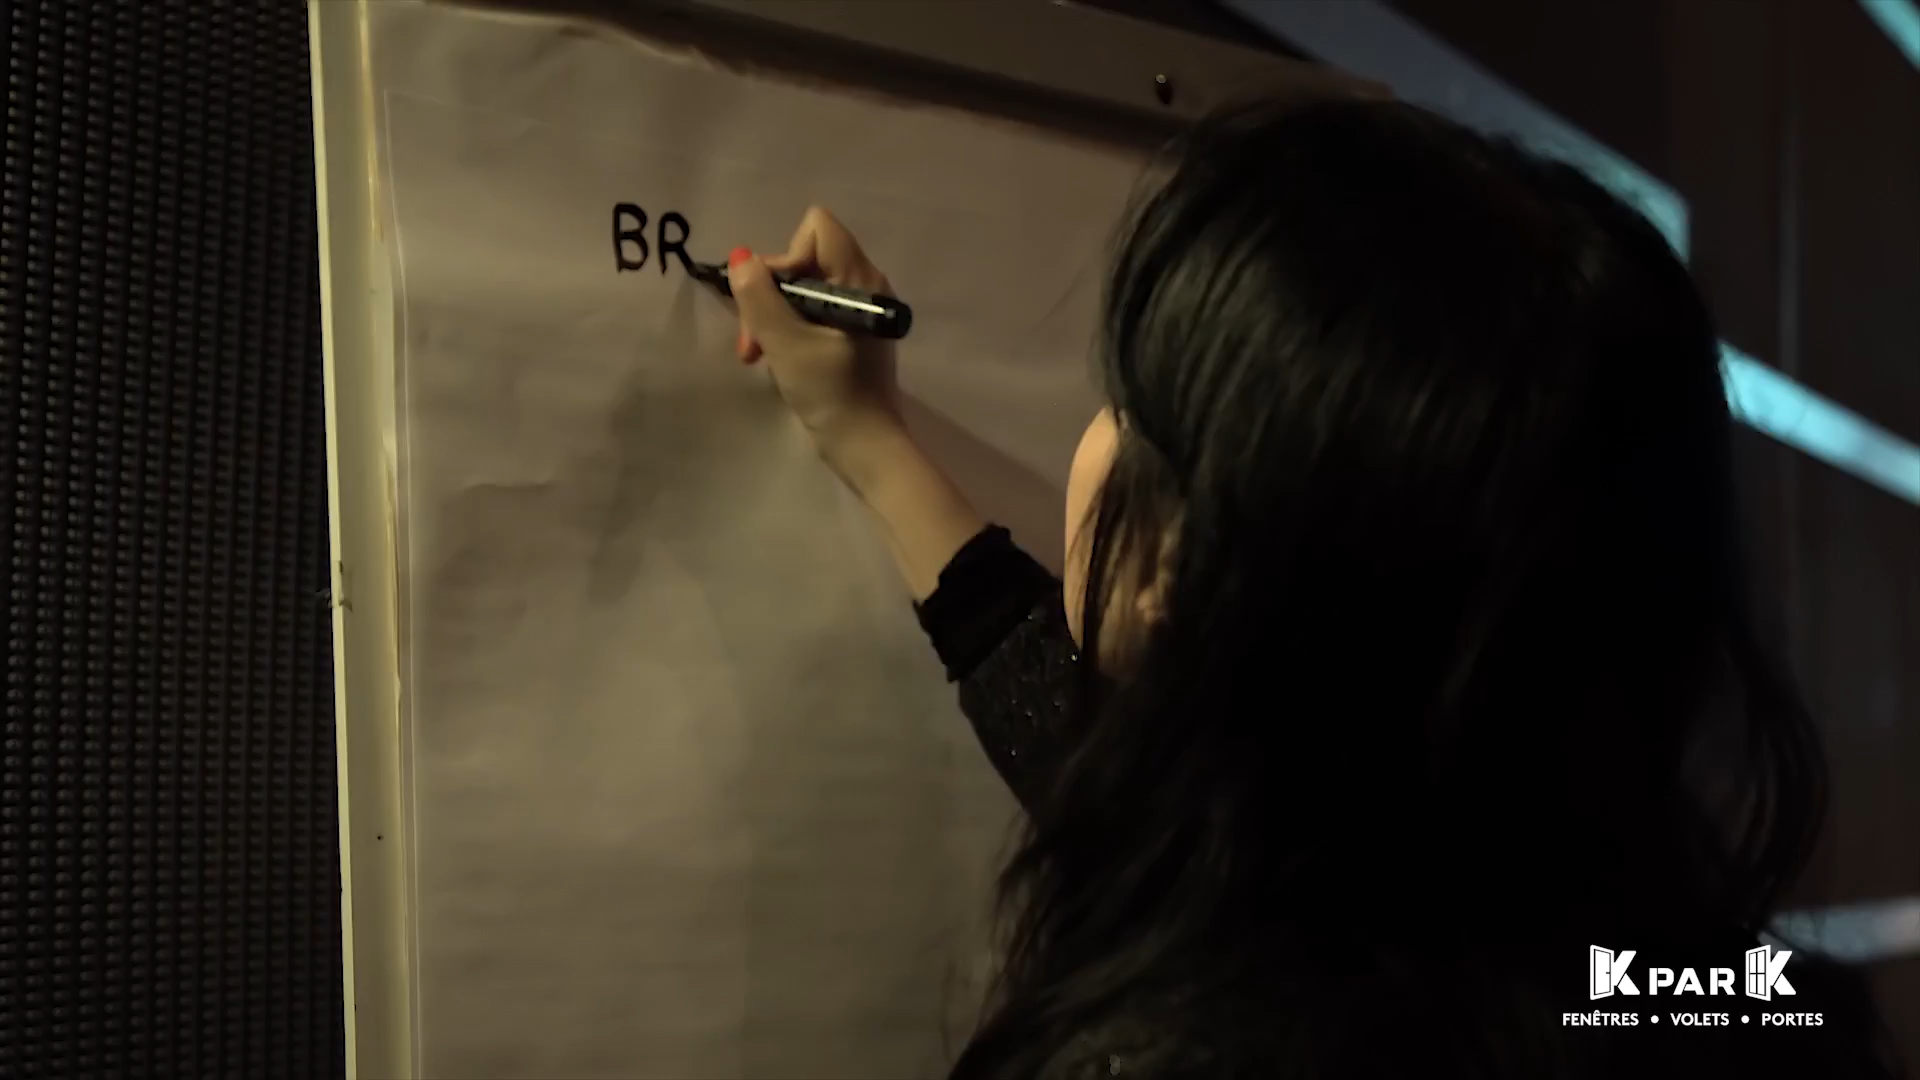 BR
K PAR K
FENÊTRES • VOLETS • PORTES